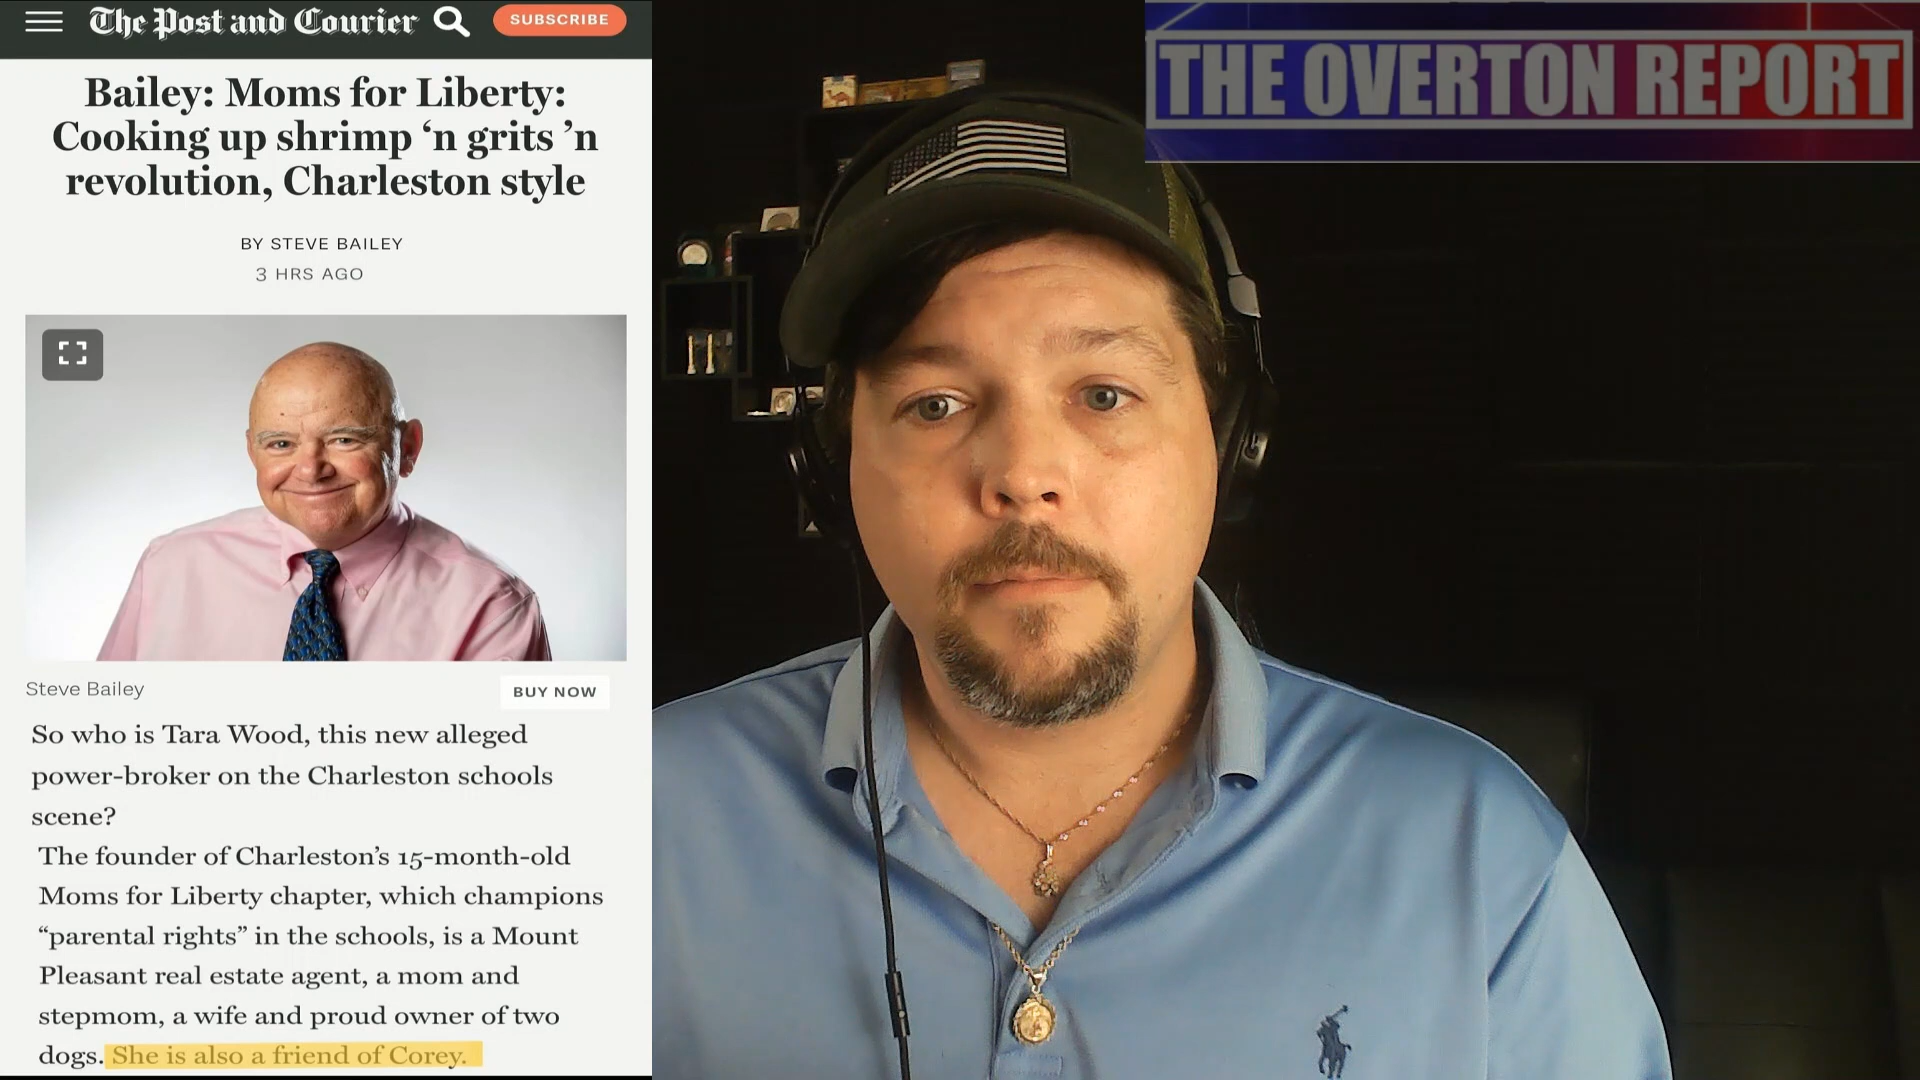 The Post and Courier
SUBSCRIBE
THE OVERTON REPORT
Bailey: Moms for Liberty:
Cooking up shrimp ‘n grits ’n
revolution, Charleston style
BY STEVE BAILEY
3 HRS AGO
Steve Bailey
BUY NOW
So who is Tara Wood, this new alleged
power-broker on the Charleston schools
scene?
The founder of Charleston’s 15-month-old
Moms for Liberty chapter, which champions
“parental rights” in the schools, is a Mount
Pleasant real estate agent, a mom and
stepmom, a wife and proud owner of two
dogs. She is also a friend of Corey.